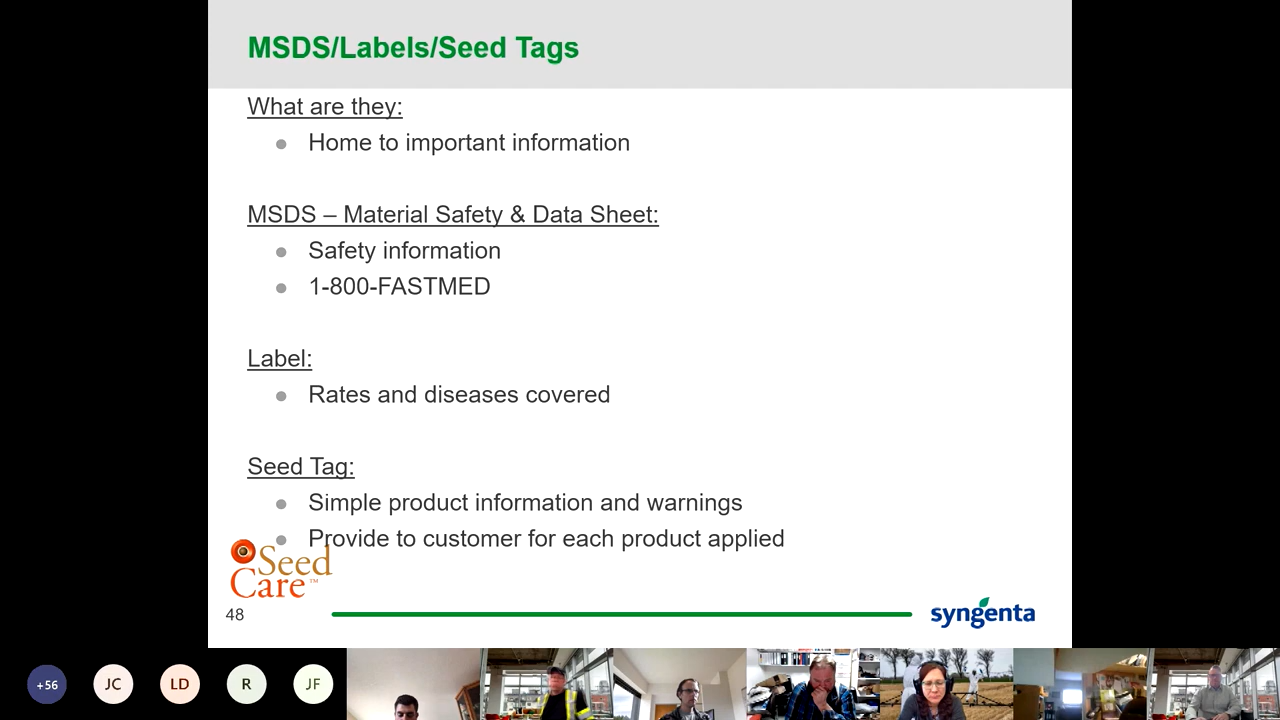 MSDS/Labels/Seed Tags
What are they:
Home to important information
MSDS – Material Safety & Data Sheet:
Safety information
1-800-FASTMED
Label:
Rates and diseases covered
Seed Tag:
Simple product information and warnings
Provide to customer for each product applied
Seed
Care™
48
syngenta
+56
JC
LD
R
JF